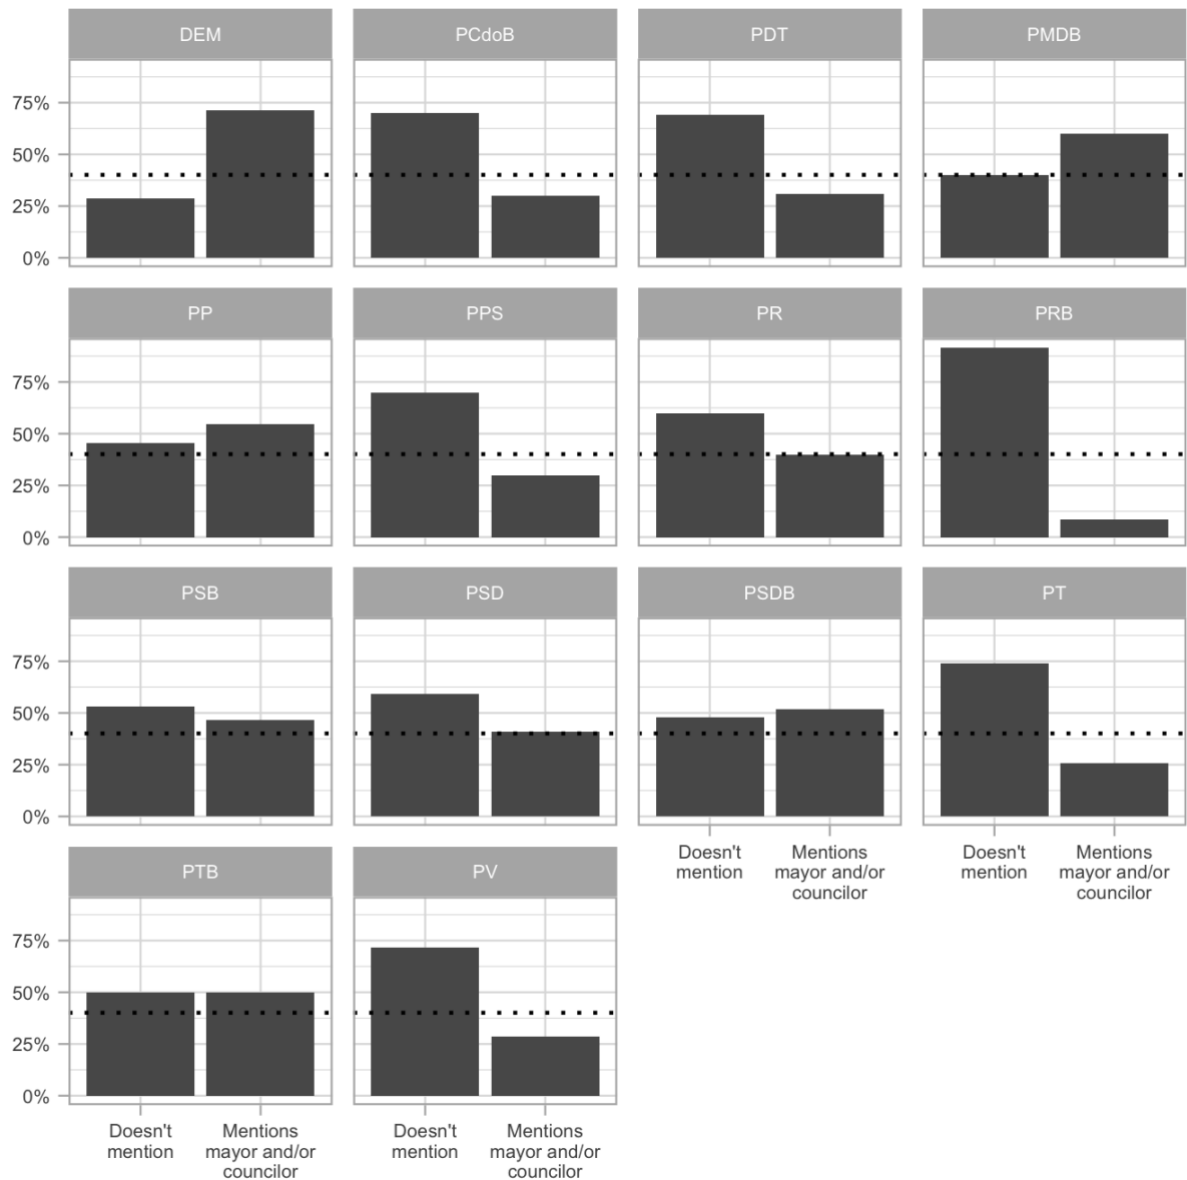 DEM
PCdoB
PDT
PMDB
75%
50%
25%
0%
PP
PPS
PR
PRB
75%
50%
25%
0%
PSB
PSD
PSDB
PT
75%
50%
25%
0%
Doesn't
mention
Mentions
mayor and/or
councilor
Doesn't
mention
Mentions
mayor and/or
councilor
PTB
PV
75%
50%
25%
0%
Doesn't
mention
Mentions
mayor and/or
councilor
Doesn't
mention
Mentions
mayor and/or
councilor